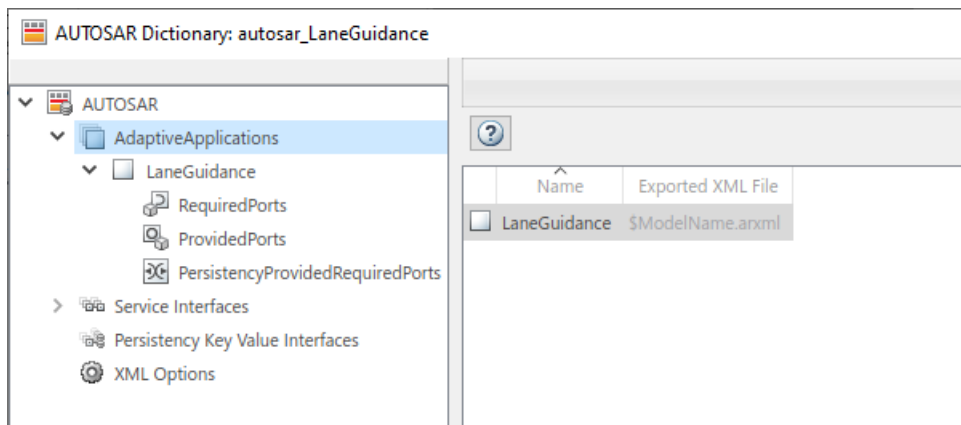 AUTOSAR Dictionary: autosar_LaneGuidance
AUTOSAR
AdaptiveApplications
LaneGuidance
RequiredPorts
ProvidedPorts
PersistencyProvidedRequiredPorts
Service Interfaces
Persistency Key Value Interfaces
XML Options
?
Name Exported XML File
LaneGuidance $ModelName.arxml